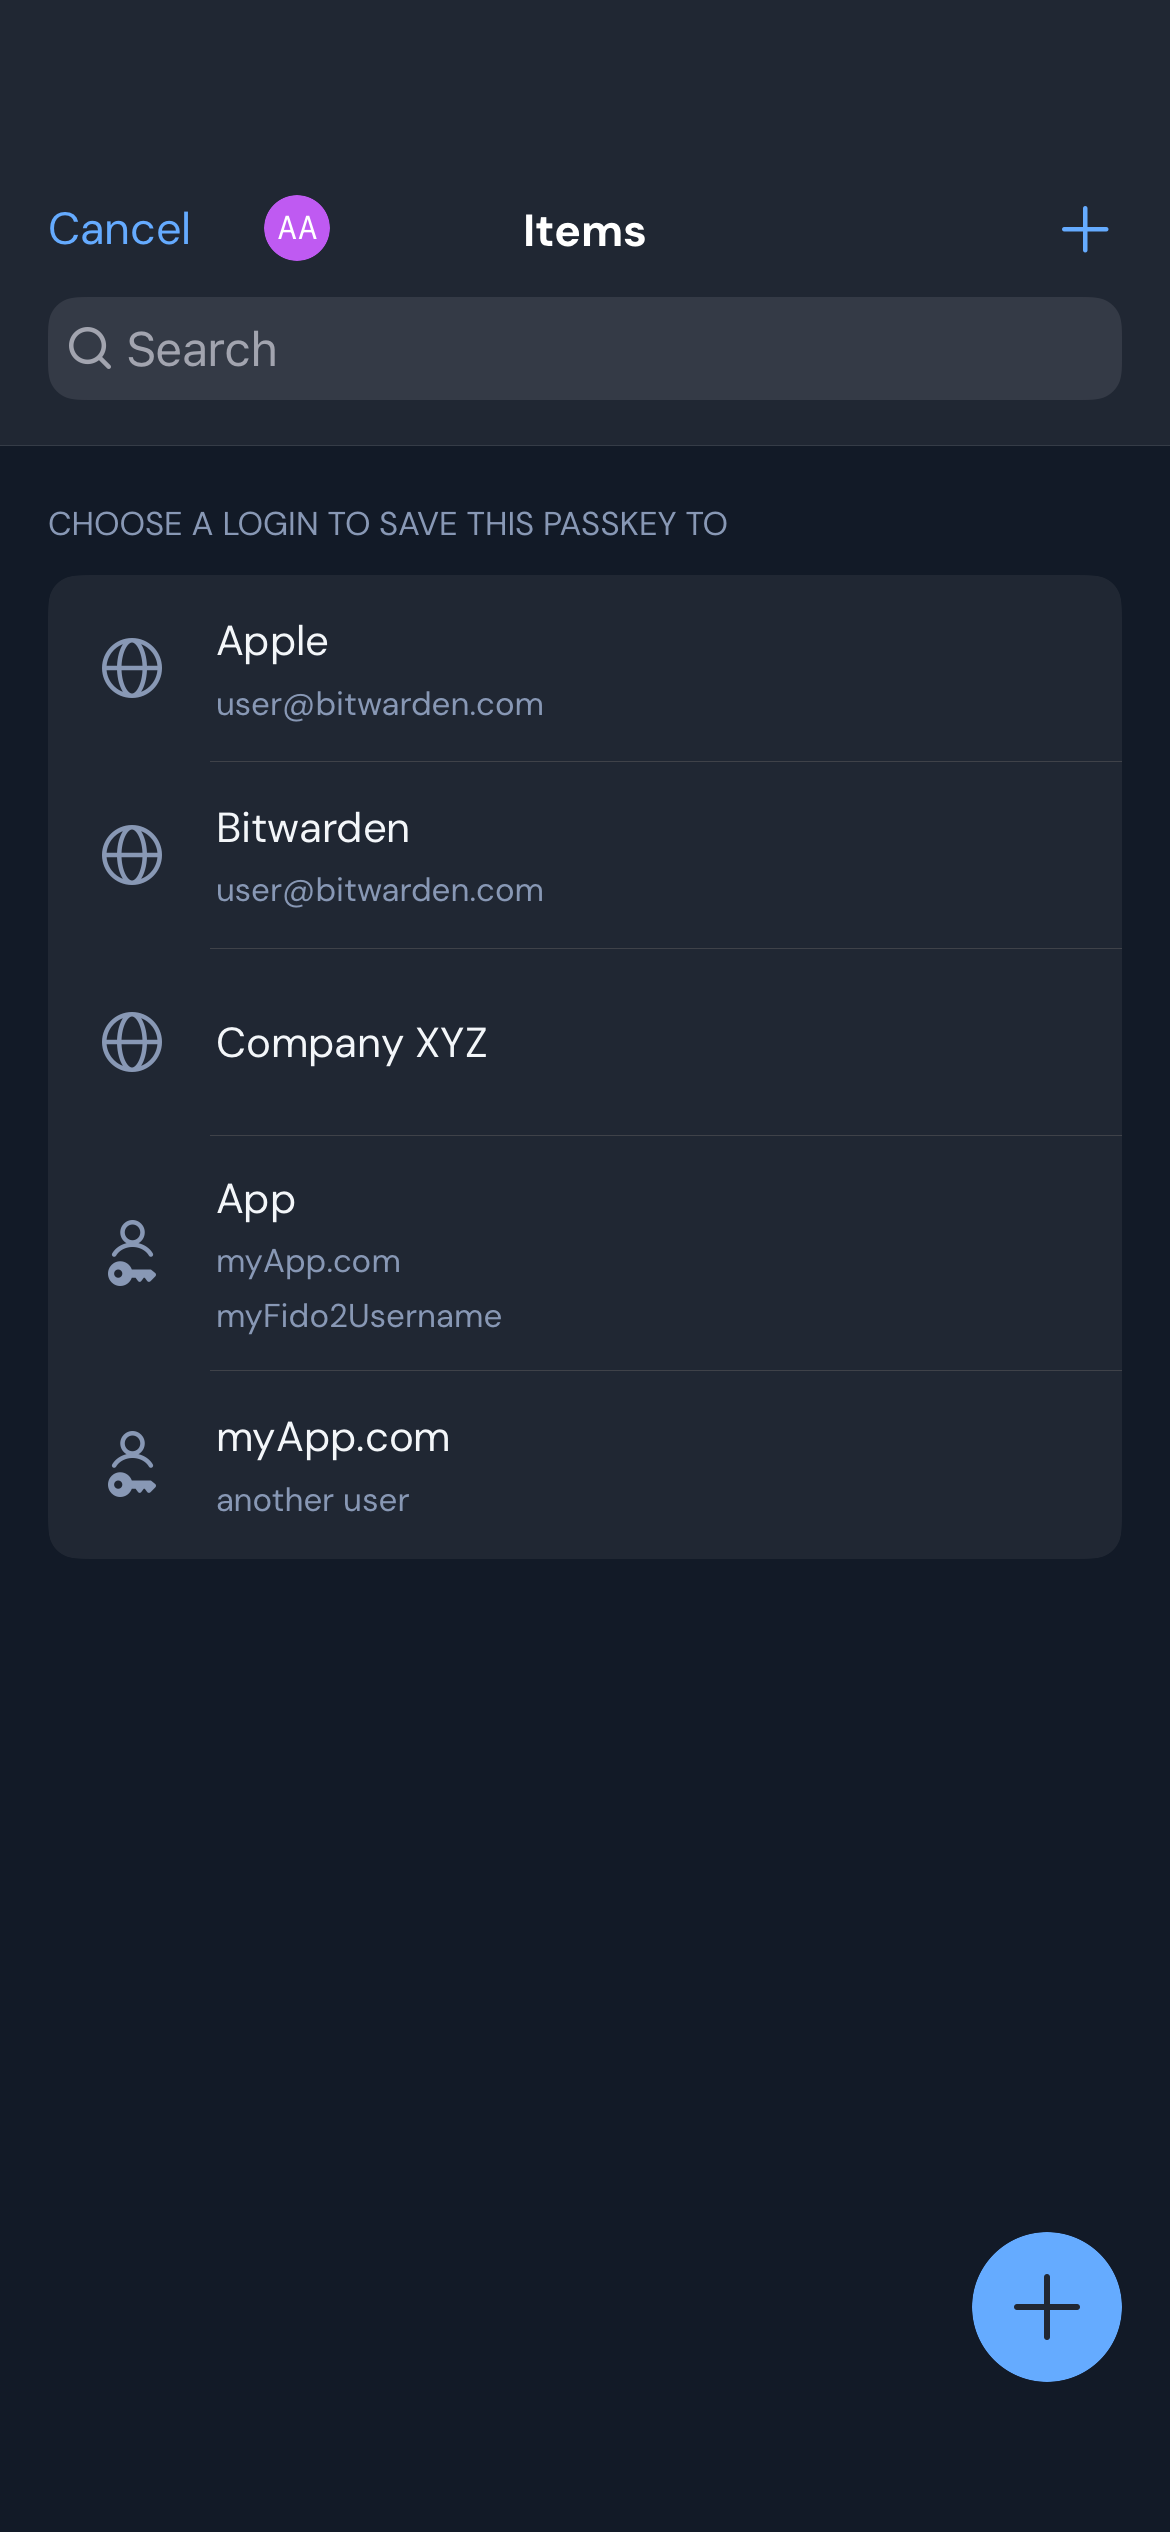 Cancel
AA
Items
Search
CHOOSE A LOGIN TO SAVE THIS PASSKEY TO
Apple
user@bitwarden.com
Bitwarden
user@bitwarden.com
Company XYZ
App
myApp.com
myFido2Username
myApp.com
another user